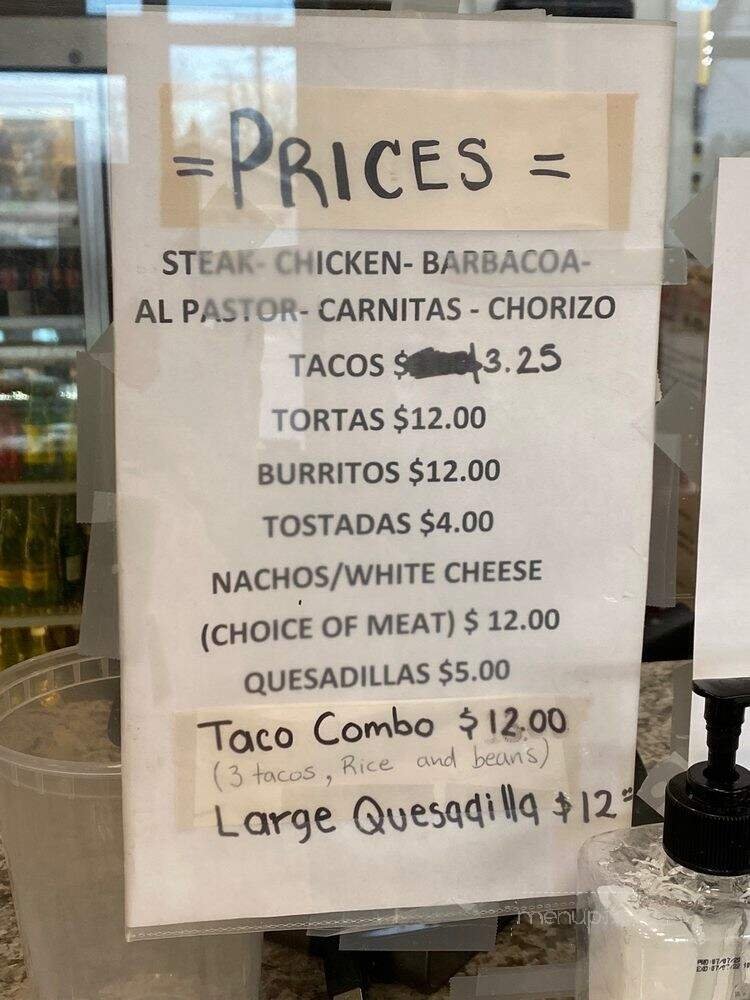 = PRICES =
STEAK- CHICKEN- BARBACOA-
AL PASTOR- CARNITAS - CHORIZO
TACOS $ 3.25
TORTAS $12.00
BURRITOS $12.00
TOSTADAS $4.00
NACHOS/WHITE CHEESE
(CHOICE OF MEAT) $ 12.00
QUESADILLAS $5.00
Taco Combo $12.00
(3 tacos, Rice and beans)
Large Quesadilla $12
menupi